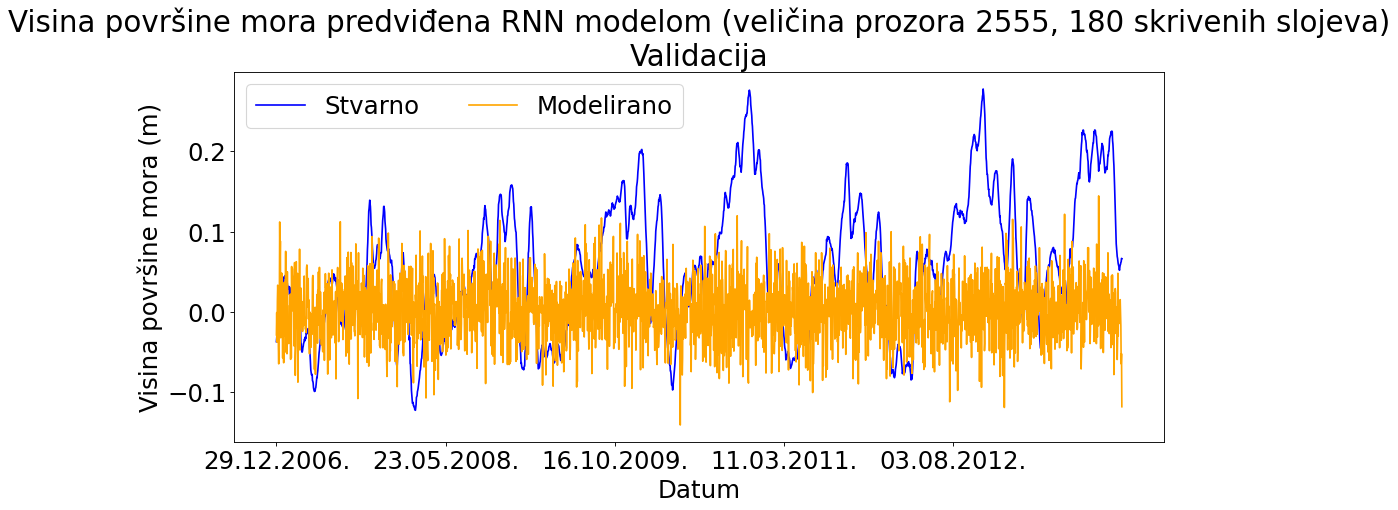 Visina površine mora predviđena RNN modelom (veličina prozora 2555, 180 skrivenih slojeva)
Validacija
Stvarno
Modelirano
Visina površine mora (m)
0.2
0.1
0.0
−0.1
29.12.2006.
23.05.2008.
16.10.2009.
11.03.2011.
03.08.2012.
Datum